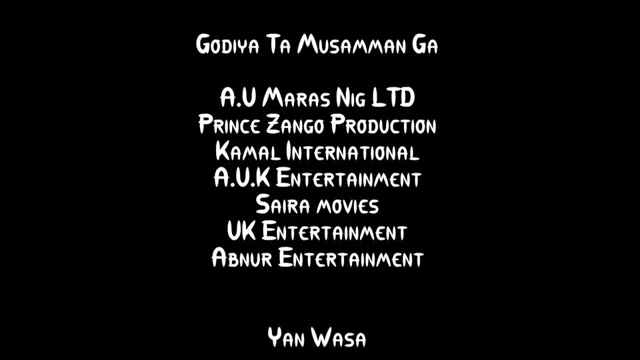 Godiya Ta Musamman Ga
A.U Maras Nig LTD
Prince Zango Production
Kamal International
A.U.K Entertainment
Saira movies
UK Entertainment
Abnur Entertainment
Yan Wasa